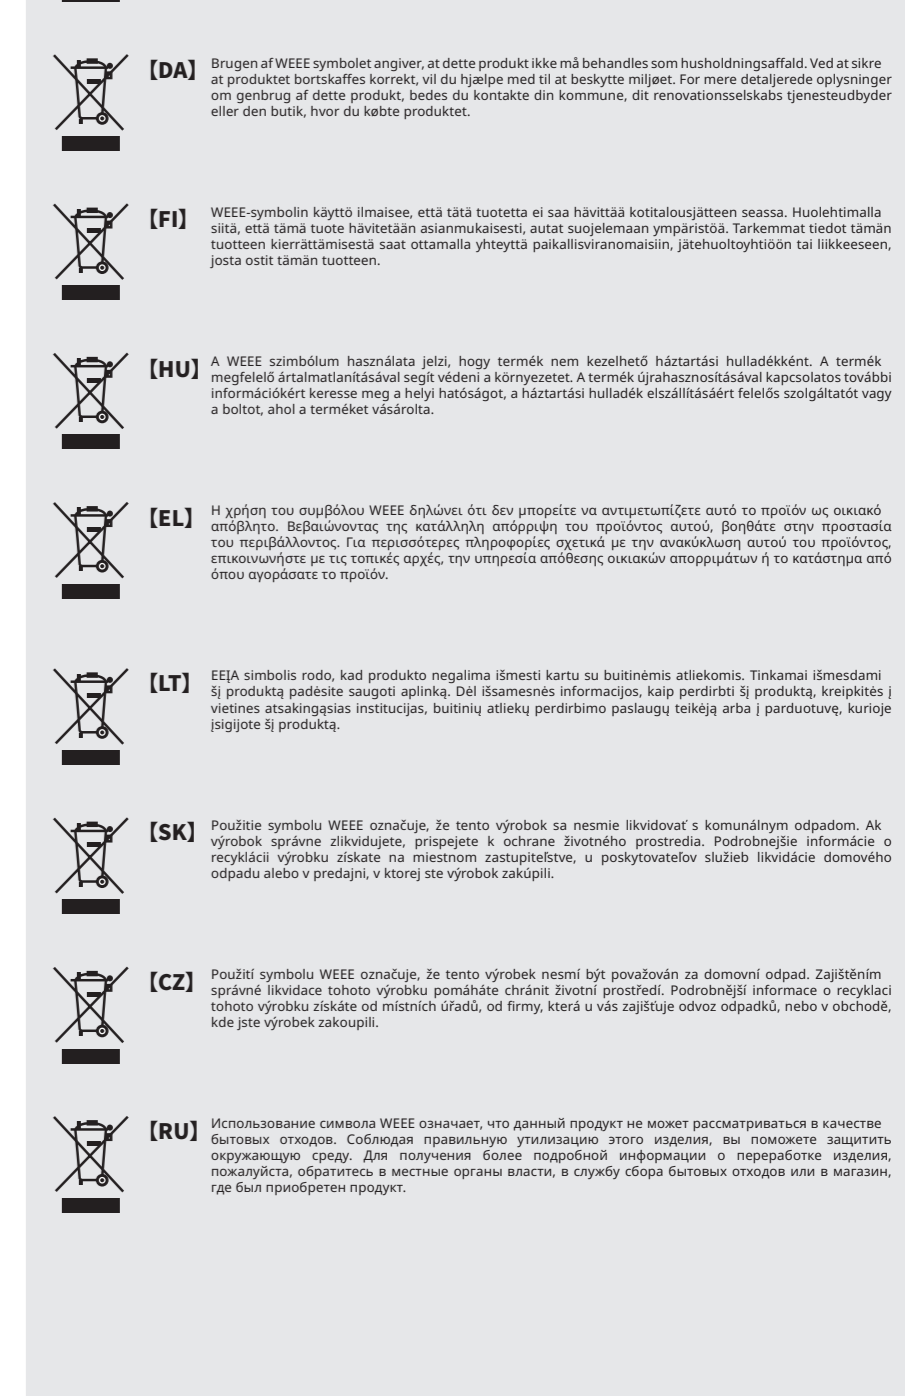 【DA】 Brugen af WEEE symbolet angiver, at dette produkt ikke må behandles som husholdningsaffald. Ved at sikre
at produktet bortskaffes korrekt, vil du hjælpe med til at beskytte miljøet. For mere detaljerede oplysninger
om genbrug af dette produkt, bedes du kontakte din kommune, dit renovationsselskabs tjenesteudbyder
eller den butik, hvor du købte produktet.
【FI】 WEEE-symbolin käyttö ilmaisee, että tätä tuotetta ei saa hävittää kotitalousjätteen seassa. Huolehtimalla
siitä, että tämä tuote hävitetään asianmukaisesti, autat suojelemaan ympäristöä. Tarkemmat tiedot tämän
tuotteen kierrättämisestä saat ottamalla yhteyttä paikallisviranomaisiin, jätehuoltoyhtiöön tai liikkeeseen,
josta ostit tämän tuotteen.
【HU】 A WEEE szimbólum használata jelzi, hogy termék nem kezelhető háztartási hulladékként. A termék
megfelelő ártalmatlanításával segít védeni a környezetet. A termék újrahasznosításával kapcsolatos további
információkért keresse meg a helyi hatóságot, a háztartási hulladék elszállításáért felelős szolgáltatót vagy
a boltot, ahol a terméket vásárolta.
【EL】 Η χρήση του συμβόλου WEEE δηλώνει ότι δεν μπορείτε να αντιμετωπίζετε αυτό το προϊόν ως οικιακό
απόβλητο. Βεβαιώνοντας της κατάλληλη απόρριψη του προϊόντος αυτού, βοηθάτε στην προστασία
του περιβάλλοντος. Για περισσότερες πληροφορίες σχετικά με την ανακύκλωση αυτού του προϊόντος,
επικοινωνήστε με τις τοπικές αρχές, την υπηρεσία απόθεσης οικιακών απορριμάτων ή το κατάστημα από
όπου αγοράσατε το προϊόν.
【LT】 EEĮA simbolis rodo, kad produkto negalima išmesti kartu su buitinėmis atliekomis. Tinkamai išmesdami
šį produktą padėsite saugoti aplinką. Dėl išsamesnės informacijos, kaip perdirbti šį produktą, kreipkitės į
vietines atsakingąsias institucijas, buitinių atliekų perdirbimo paslaugų teikėją arba į parduotuvę, kurioje
įsigijote šį produktą.
【SK】 Použitie symbolu WEEE označuje, že tento výrobok sa nesmie likvidovať s komunálnym odpadom. Ak
výrobok správne zlikvidujete, prispejete k ochrane životného prostredia. Podrobnejšie informácie o
recyklácii výrobku získate na miestnom zastupiteľstve, u poskytovateľov služieb likvidácie domového
odpadu alebo v predajni, v ktorej ste výrobok zakúpili.
【CZ】 Použití symbolu WEEE označuje, že tento výrobek nesmí být považován za domovní odpad. Zajištěním
správné likvidace tohoto výrobku pomáháte chránit životní prostředí. Podrobnější informace o recyklaci
tohoto výrobku získáte od místních úřadů, od firmy, která u vás zajišťuje odvoz odpadků, nebo v obchodě,
kde jste výrobek zakoupili.
【RU】 Использование символа WEEE означает, что данный продукт не может рассматриваться в качестве
бытовых отходов. Соблюдая правильную утилизацию этого изделия, вы поможете защитить
окружающую среду. Для получения более подробной информации о переработке изделия,
пожалуйста, обратитесь в местные органы власти, в службу сбора бытовых отходов или в магазин,
где был приобретен продукт.